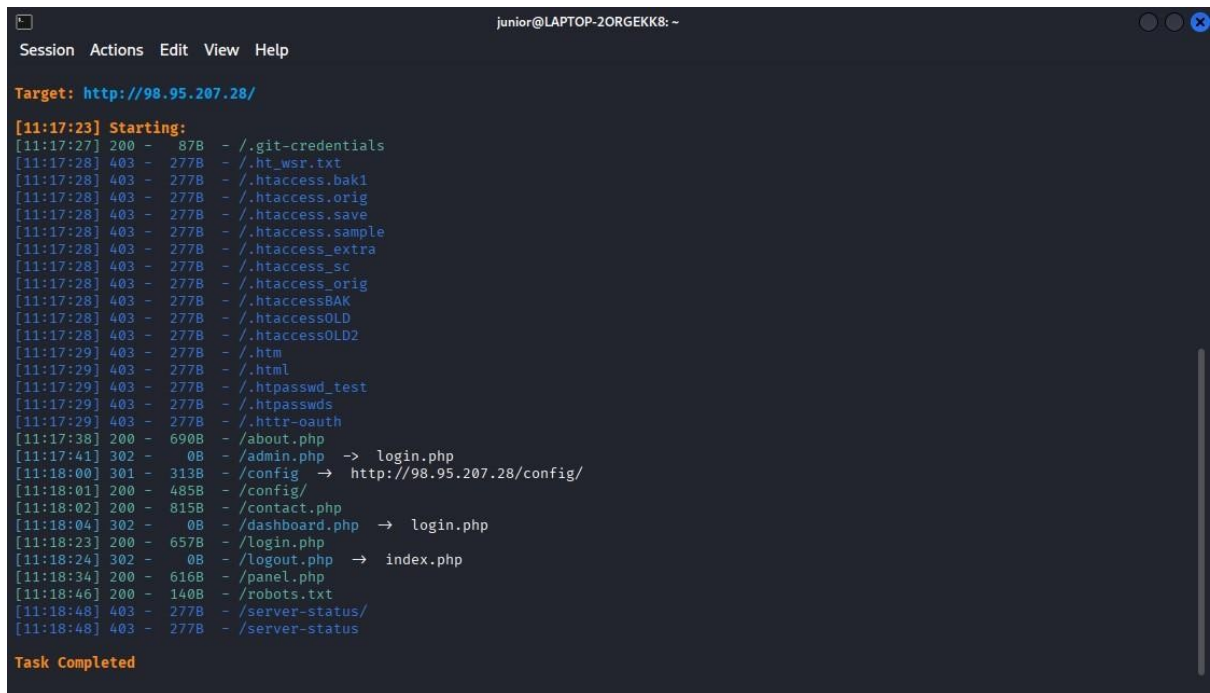 junior@LAPTOP-2ORGEKK8: ~
Session Actions Edit View Help
Target: http://98.95.207.28/
[11:17:23] Starting:
[11:17:27] 200 - 87B - /.git-credentials
[11:17:28] 403 - 277B - /.ht_wsr.txt
[11:17:28] 403 - 277B - /.htaccess.bak1
[11:17:28] 403 - 277B - /.htaccess.orig
[11:17:28] 403 - 277B - /.htaccess.save
[11:17:28] 403 - 277B - /.htaccess.sample
[11:17:28] 403 - 277B - /.htaccess_extra
[11:17:28] 403 - 277B - /.htaccess_sc
[11:17:28] 403 - 277B - /.htaccess_orig
[11:17:28] 403 - 277B - /.htaccessBAK
[11:17:28] 403 - 277B - /.htaccessOLD
[11:17:28] 403 - 277B - /.htaccessOLD2
[11:17:29] 403 - 277B - /.htm
[11:17:29] 403 - 277B - /.html
[11:17:29] 403 - 277B - /.htpasswd_test
[11:17:29] 403 - 277B - /.htpasswds
[11:17:29] 403 - 277B - /.httr-oauth
[11:17:38] 200 - 690B - /about.php
[11:17:41] 302 - 0B - /admin.php -> login.php
[11:18:00] 301 - 313B - /config → http://98.95.207.28/config/
[11:18:01] 200 - 485B - /config/
[11:18:02] 200 - 815B - /contact.php
[11:18:04] 302 - 0B - /dashboard.php → login.php
[11:18:23] 200 - 657B - /login.php
[11:18:24] 302 - 0B - /logout.php → index.php
[11:18:34] 200 - 616B - /panel.php
[11:18:46] 200 - 140B - /robots.txt
[11:18:48] 403 - 277B - /server-status/
[11:18:48] 403 - 277B - /server-status
Task Completed